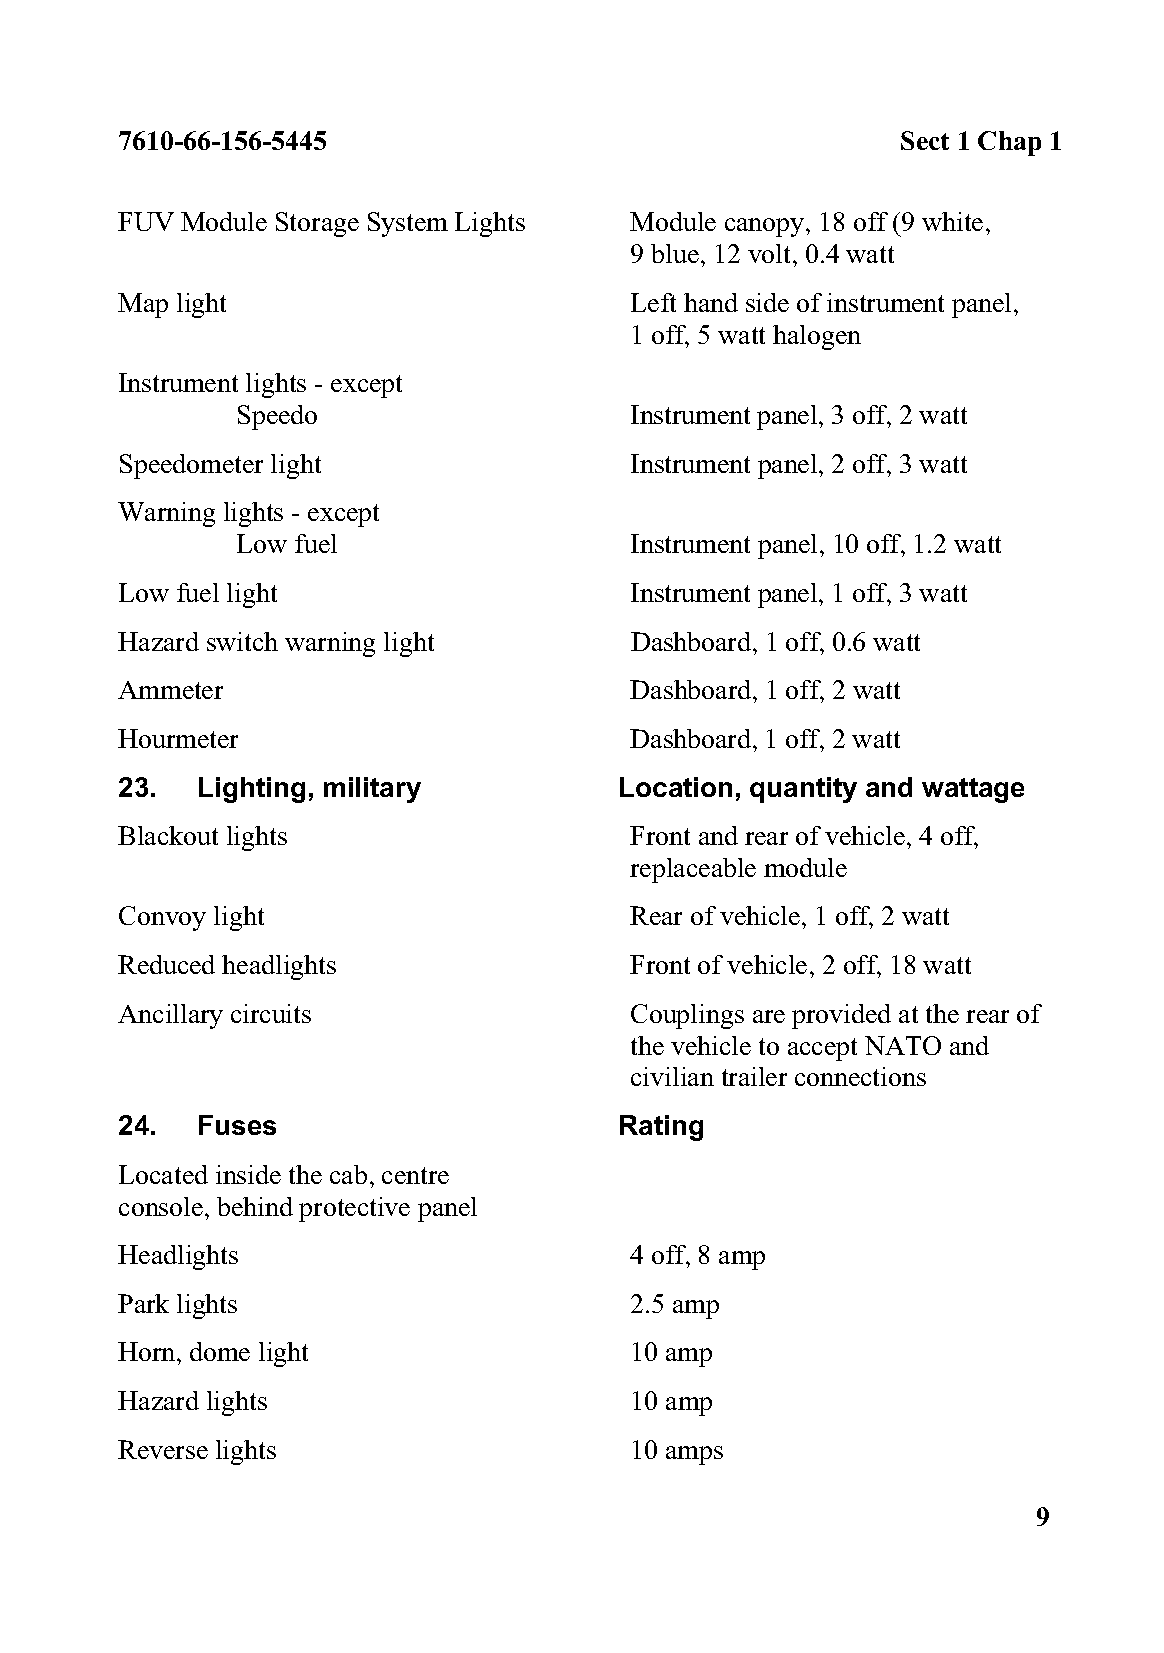 7610-66-156-5445 Sect 1 Chap 1
FUV Module Storage System Lights Module canopy, 18 off (9 white,
9 blue, 12 volt, 0.4 watt
Map light Left hand side of instrument panel,
1 off, 5 watt halogen
Instrument lights - except
Speedo Instrument panel, 3 off, 2 watt
Speedometer light Instrument panel, 2 off, 3 watt
Warning lights - except
Low fuel Instrument panel, 10 off, 1.2 watt
Low fuel light Instrument panel, 1 off, 3 watt
Hazard switch warning light Dashboard, 1 off, 0.6 watt
Ammeter Dashboard, 1 off, 2 watt
Hourmeter Dashboard, 1 off, 2 watt
23. Lighting, military Location, quantity and wattage
Blackout lights Front and rear of vehicle, 4 off,
replaceable module
Convoy light Rear of vehicle, 1 off, 2 watt
Reduced headlights Front of vehicle, 2 off, 18 watt
Ancillary circuits Couplings are provided at the rear of
the vehicle to accept NATO and
civilian trailer connections
24. Fuses Rating
Located inside the cab, centre
console, behind protective panel
Headlights 4 off, 8 amp
Park lights 2.5 amp
Horn, dome light 10 amp
Hazard lights 10 amp
Reverse lights 10 amps
9